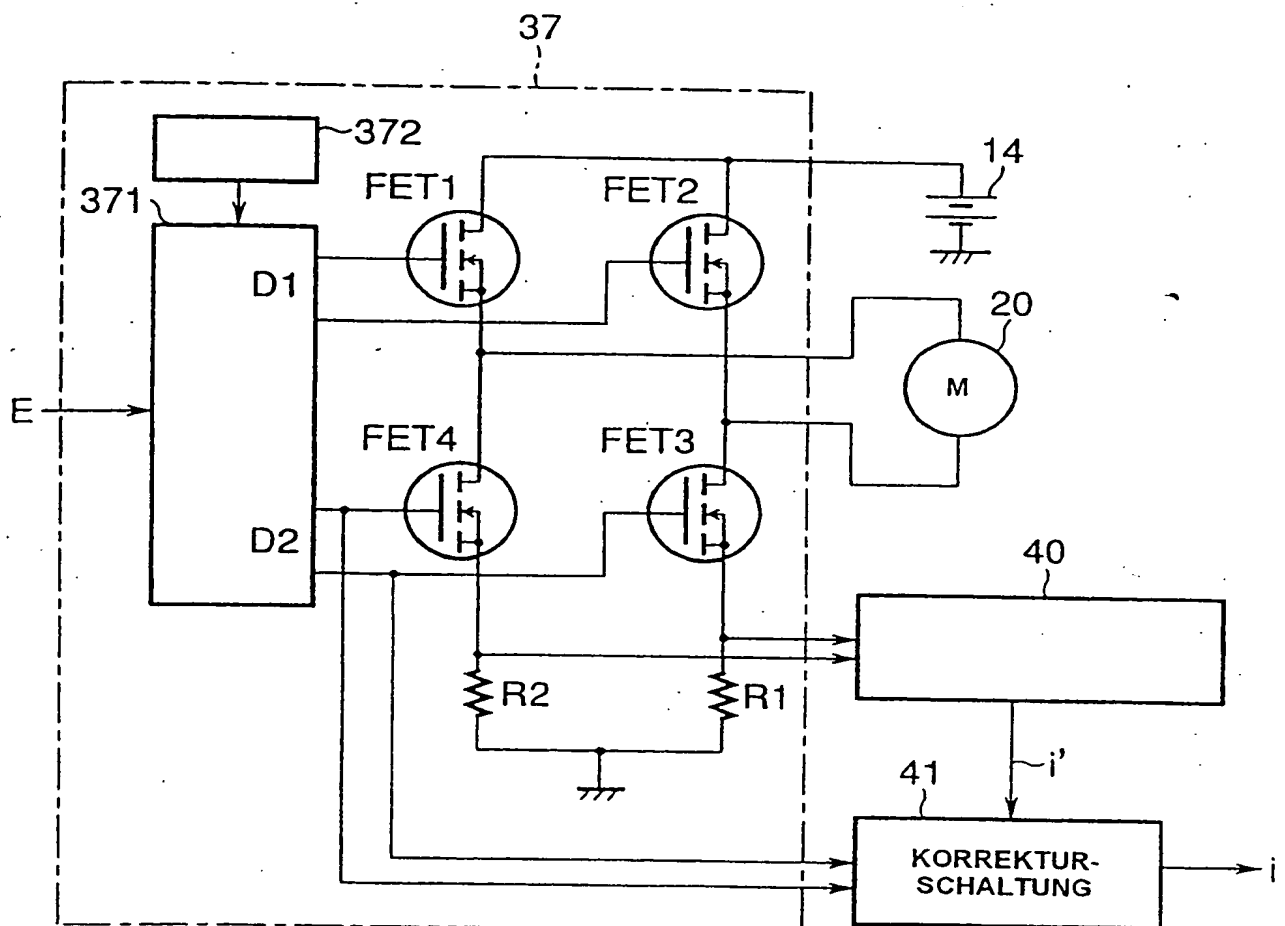 37
372
371
FET1
FET2
14
D1
20
M
E
FET4
FET3
D2
40
R2
R1
i'
41
KORREKTUR-
SCHALTUNG
i